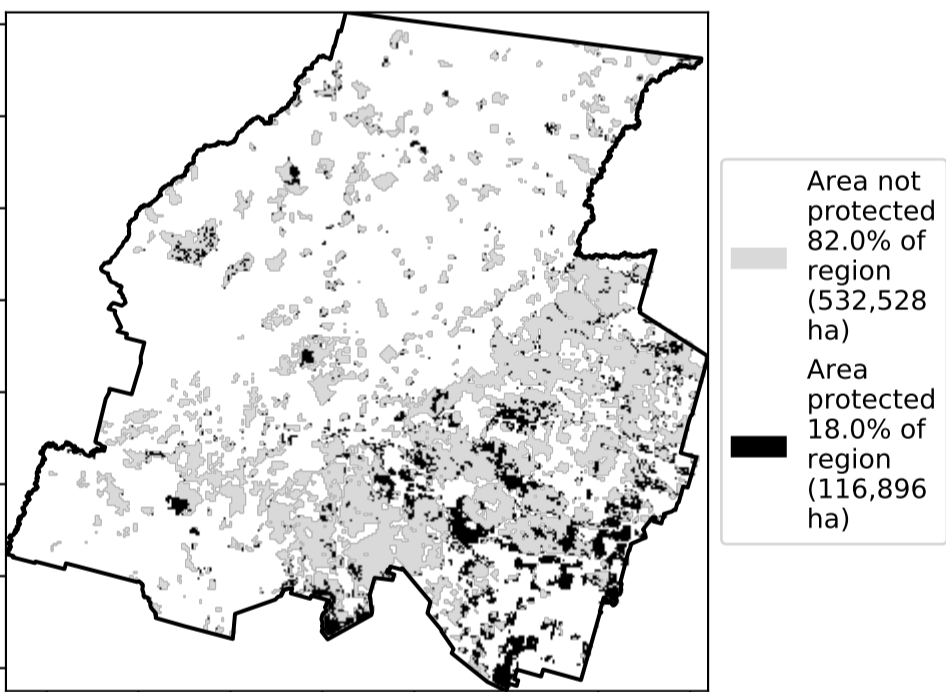 Area not
protected
82.0% of
region
(532,528
ha)
Area
protected
18.0% of
region
(116,896
ha)